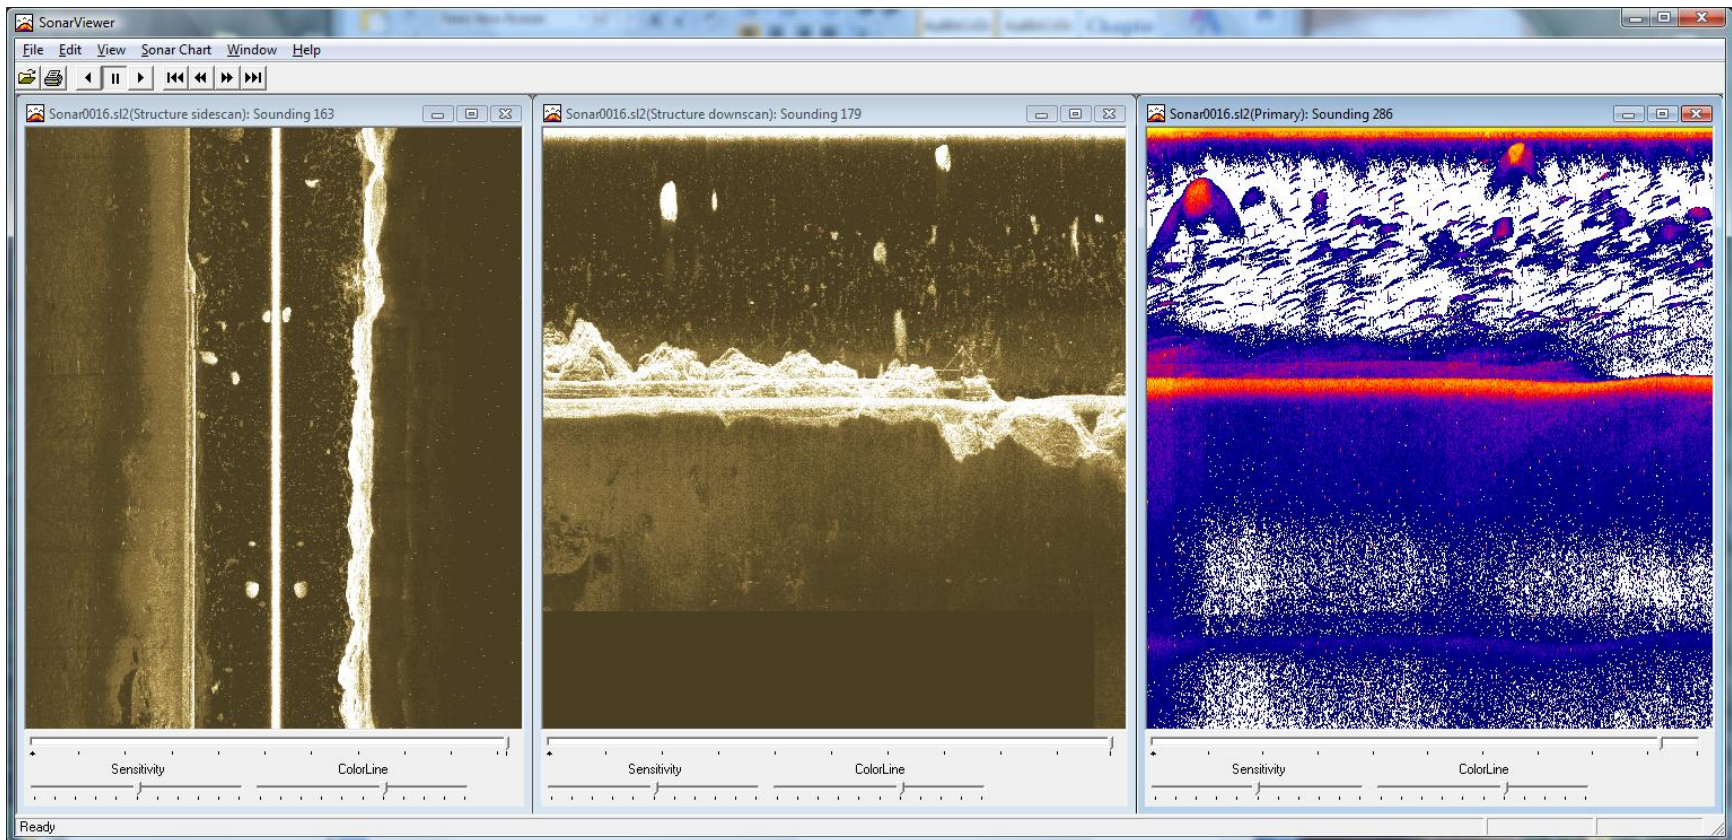 SonarViewer
File Edit View Sonar Chart Window Help
Sonar0016.sl2(Structure sidescan): Sounding 163
Sonar0016.sl2(Structure downscan): Sounding 179
Sonar0016.sl2(Primary): Sounding 286
Sensitivity ColorLine
Sensitivity ColorLine
Sensitivity ColorLine
Ready